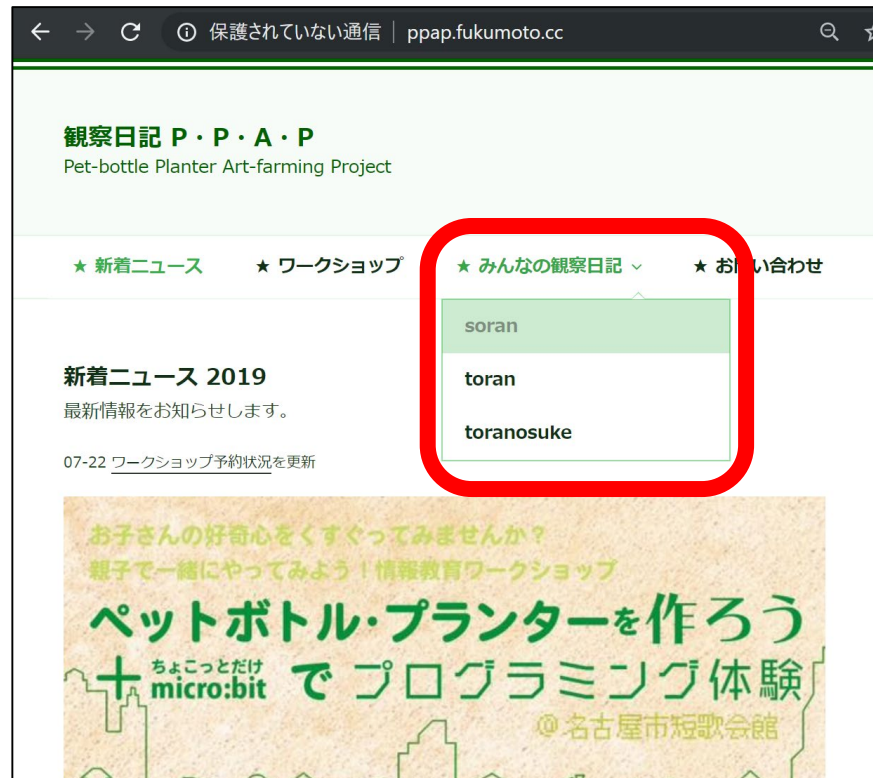 保護されていない通信 | ppap.fukumoto.cc
観察日記 P・P・A・P
Pet-bottle Planter Art-farming Project
★ 新着ニュース ★ ワークショップ ★ みんなの観察日記 ★ お問い合わせ
soran
toran
toranosuke
新着ニュース 2019
最新情報をお知らせします。
07-22 ワークショップ予約状況を更新
お子さんの好奇心をくすぐってみませんか?
親子で一緒にやってみよう!情報教育ワークショップ
ペットボトル・プランターを作ろう
+ちょこっとだけ
micro:bit でプログラミング体験
@名古屋市短歌会館